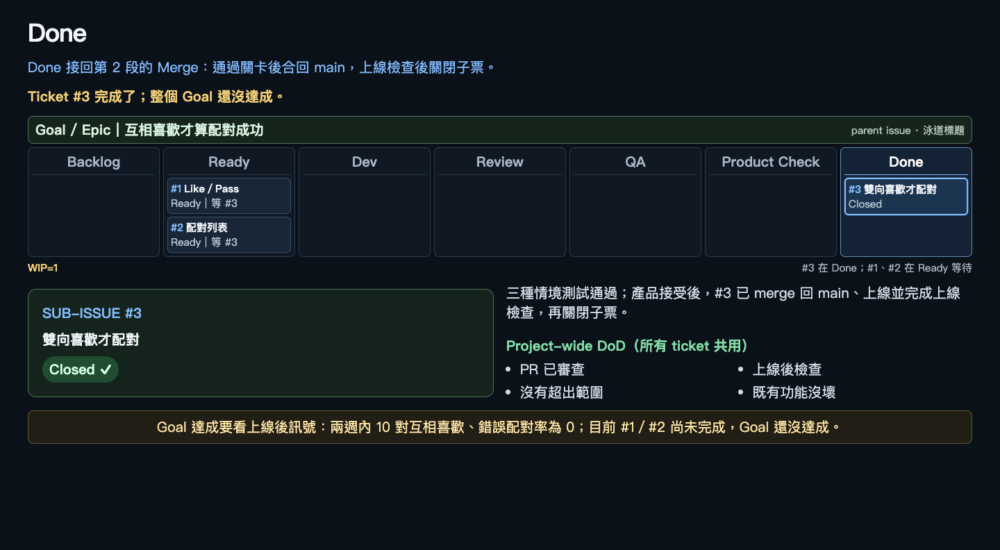 Done
Done 接回第 2 段的 Merge：通過關卡後合回 main，上線檢查後關閉子票。
Ticket #3 完成了；整個 Goal 還沒達成。
Goal / Epic｜互相喜歡才算配對成功
parent issue · 泳道標題
Backlog
Ready
Dev
Review
QA
Product Check
Done
#1 Like / Pass
Ready｜等 #3
#2 配對列表
Ready｜等 #3
#3 雙向喜歡才配對
Closed
WIP=1
#3 在 Done；#1、#2 在 Ready 等待
SUB-ISSUE #3
雙向喜歡才配對
Closed ✓
三種情境測試通過；產品接受後，#3 已 merge 回 main、上線並完成上線
檢查，再關閉子票。
Project-wide DoD（所有 ticket 共用）
• PR 已審查
• 上線後檢查
• 沒有超出範圍
• 既有功能沒壞
Goal 達成要看上線後訊號：兩週內 10 對互相喜歡、錯誤配對率為 0；目前 #1 / #2 尚未完成，Goal 還沒達成。